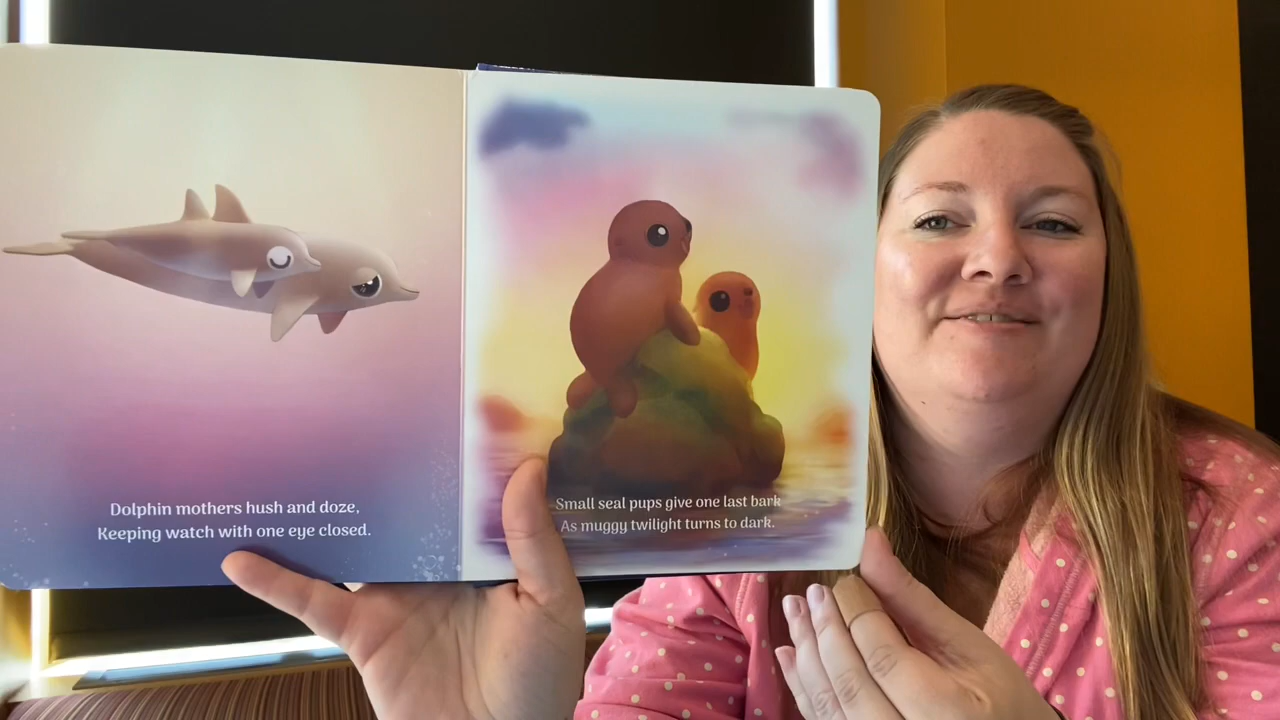 Dolphin mothers hush and doze,
Keeping watch with one eye closed.
Small seal pups give one last bark
As muggy twilight turns to dark.